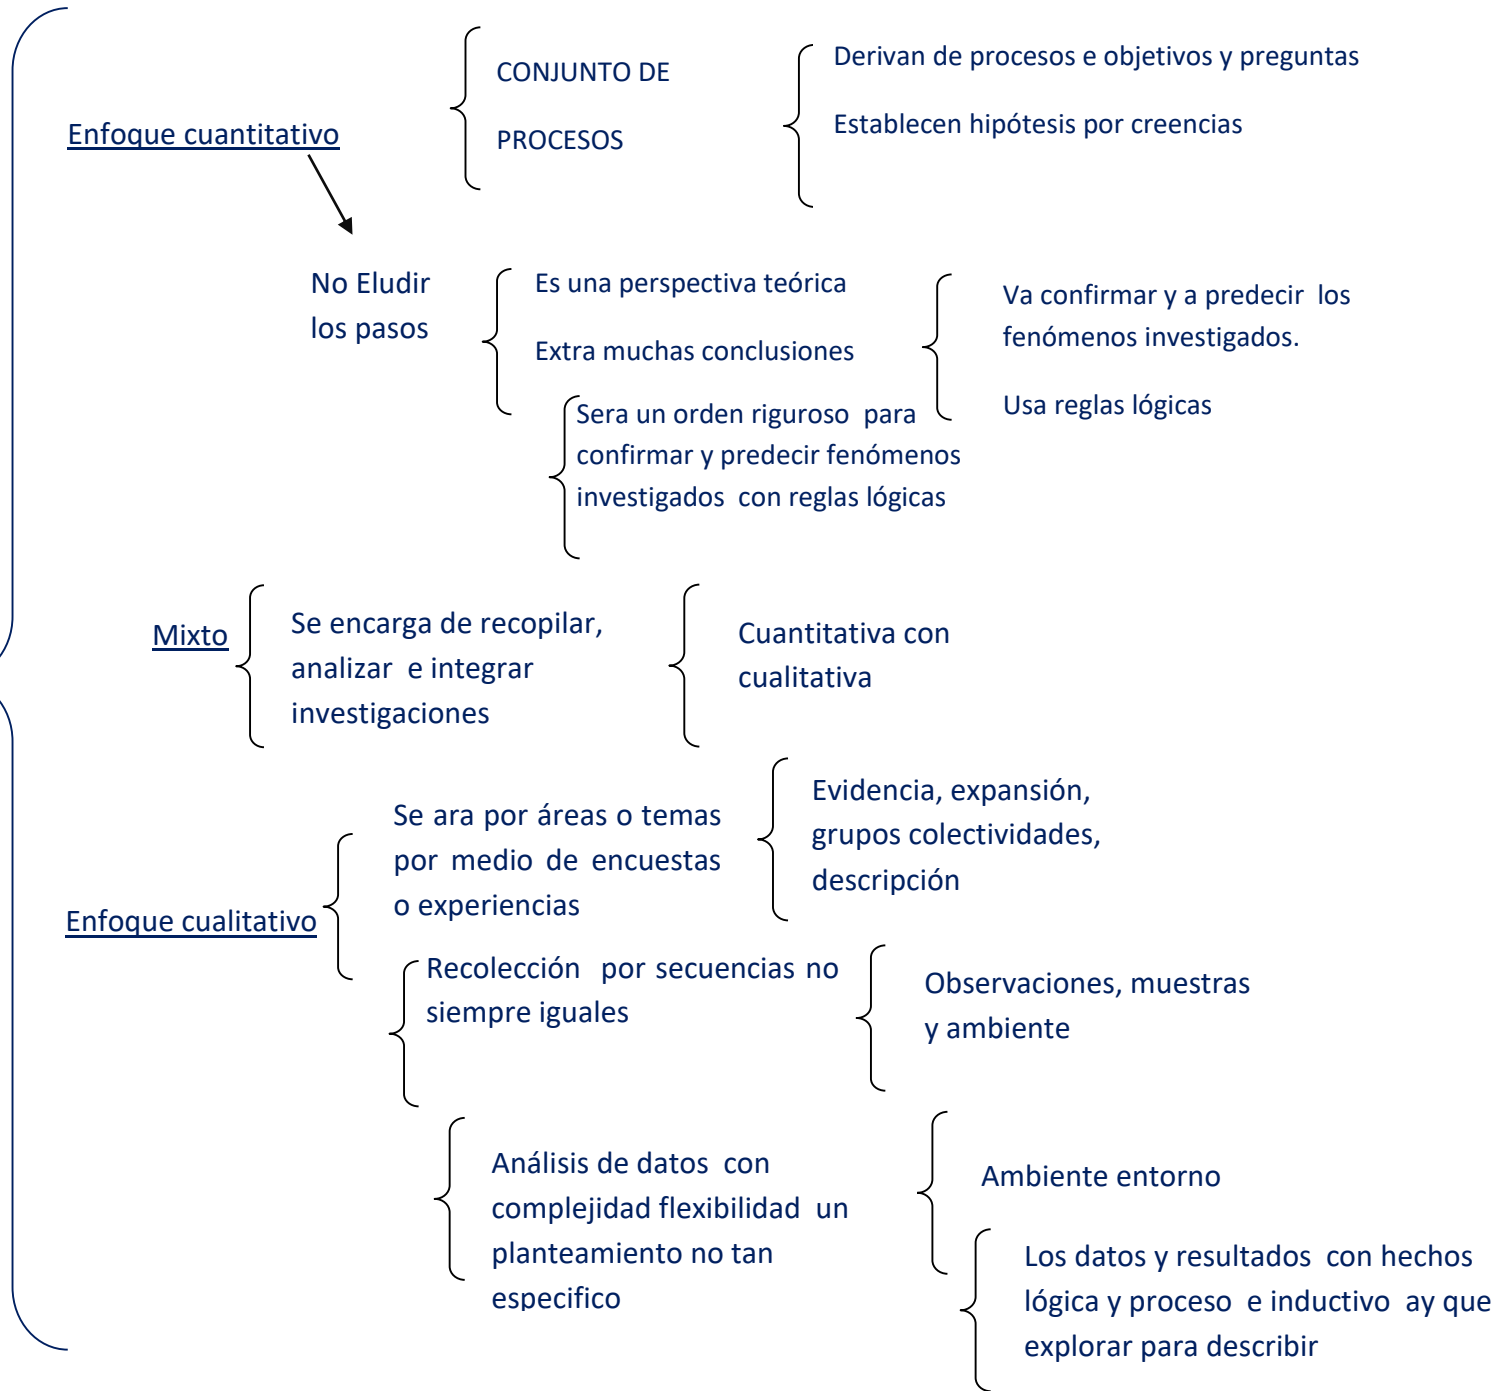 CONJUNTO DE
PROCESOS
Derivan de procesos e objetivos y preguntas
Establecen hipótesis por creencias
Enfoque cuantitativo
No Eludir
los pasos
Es una perspectiva teórica
Extra muchas conclusiones
Va confirmar y a predecir los
fenómenos investigados.
Usa reglas lógicas
Sera un orden riguroso para
confirmar y predecir fenómenos
investigados con reglas lógicas
Mixto
Se encarga de recopilar,
analizar e integrar
investigaciones
Cuantitativa con
cualitativa
Enfoque cualitativo
Se ara por áreas o temas
por medio de encuestas
o experiencias
Evidencia, expansión,
grupos colectividades,
descripción
Recolección por secuencias no
siempre iguales
Observaciones, muestras
y ambiente
Análisis de datos con
complejidad flexibilidad un
planteamiento no tan
especifico
Ambiente entorno
Los datos y resultados con hechos
lógica y proceso e inductivo ay que
explorar para describir